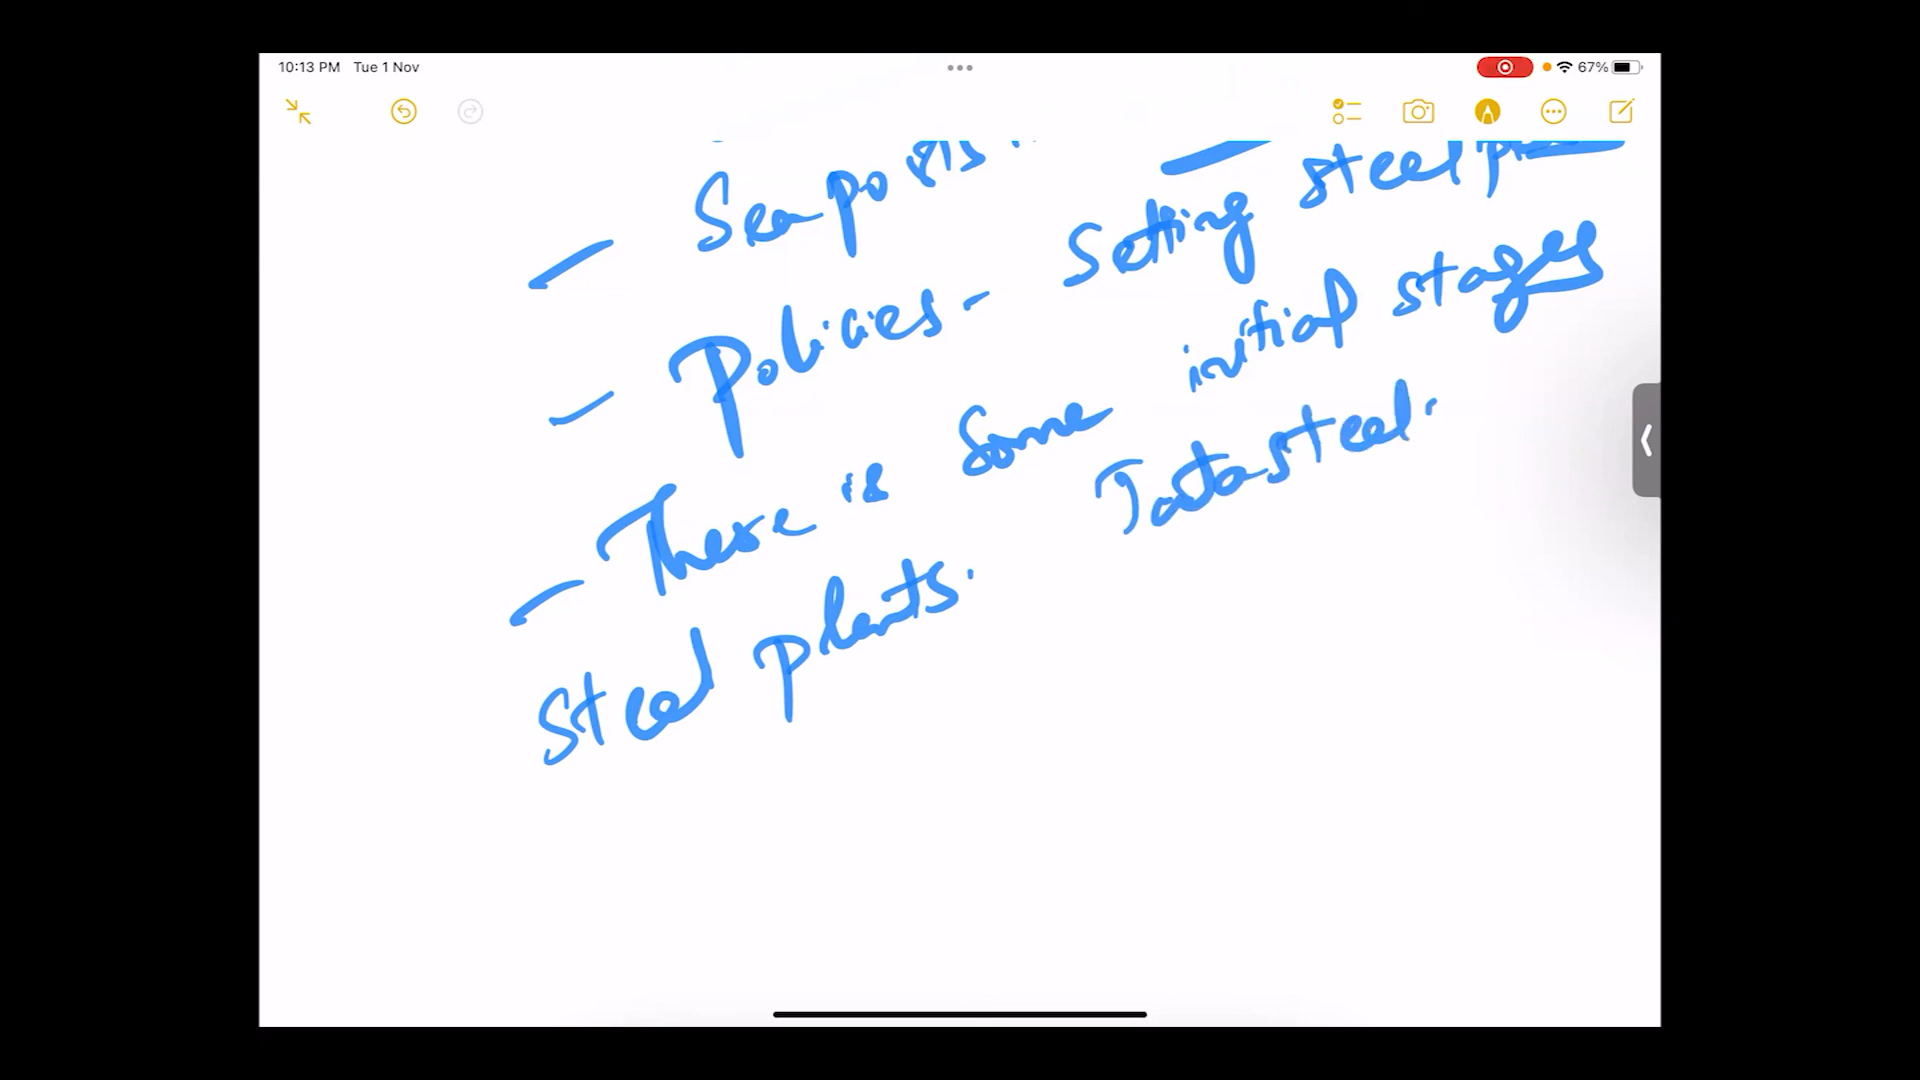 10:13 PM Tue 1 Nov
67%
- Seaports.
- Policies - Setting steel
- There is some initial stages
steel plants. Tatasteel.